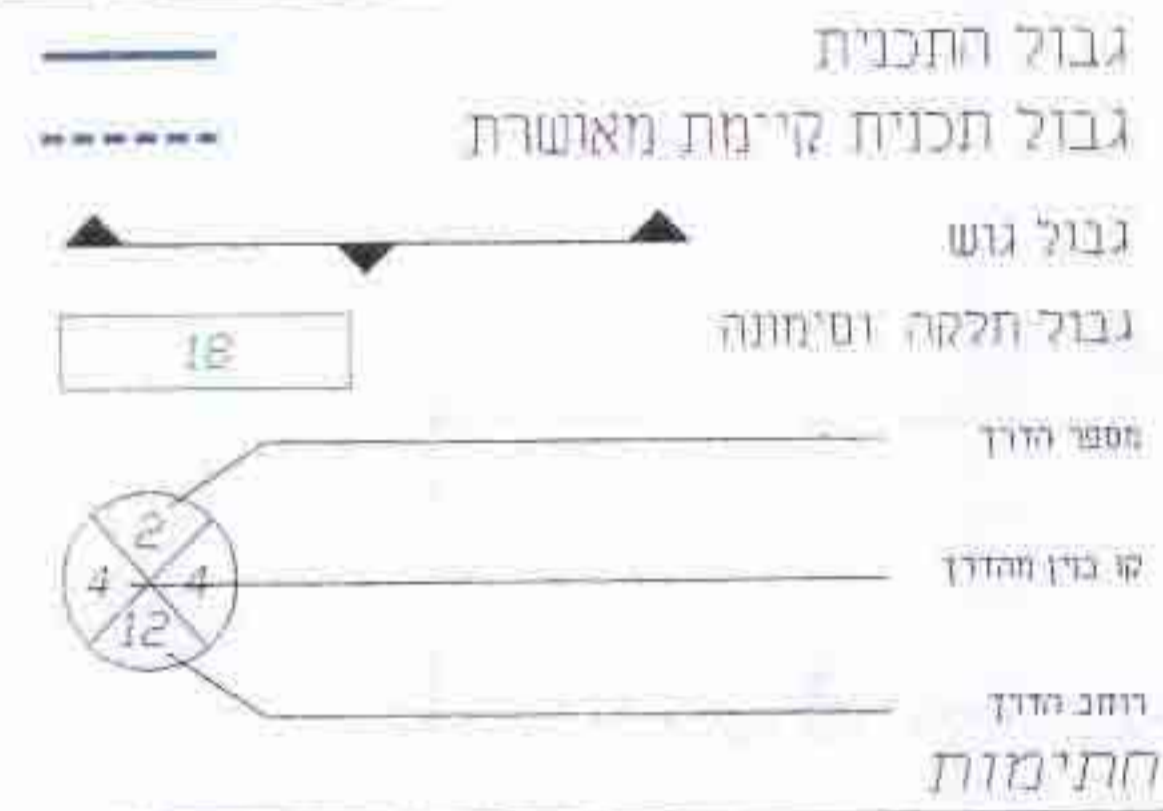 גבול התכנית
גבול תכנית קיימת מאושרת
גבול גוש
גבול חלקה וסימונה
18
מספר הדרך
2
4 4
קו בנין מהדרך
12
רוחב הדרך
חתימות